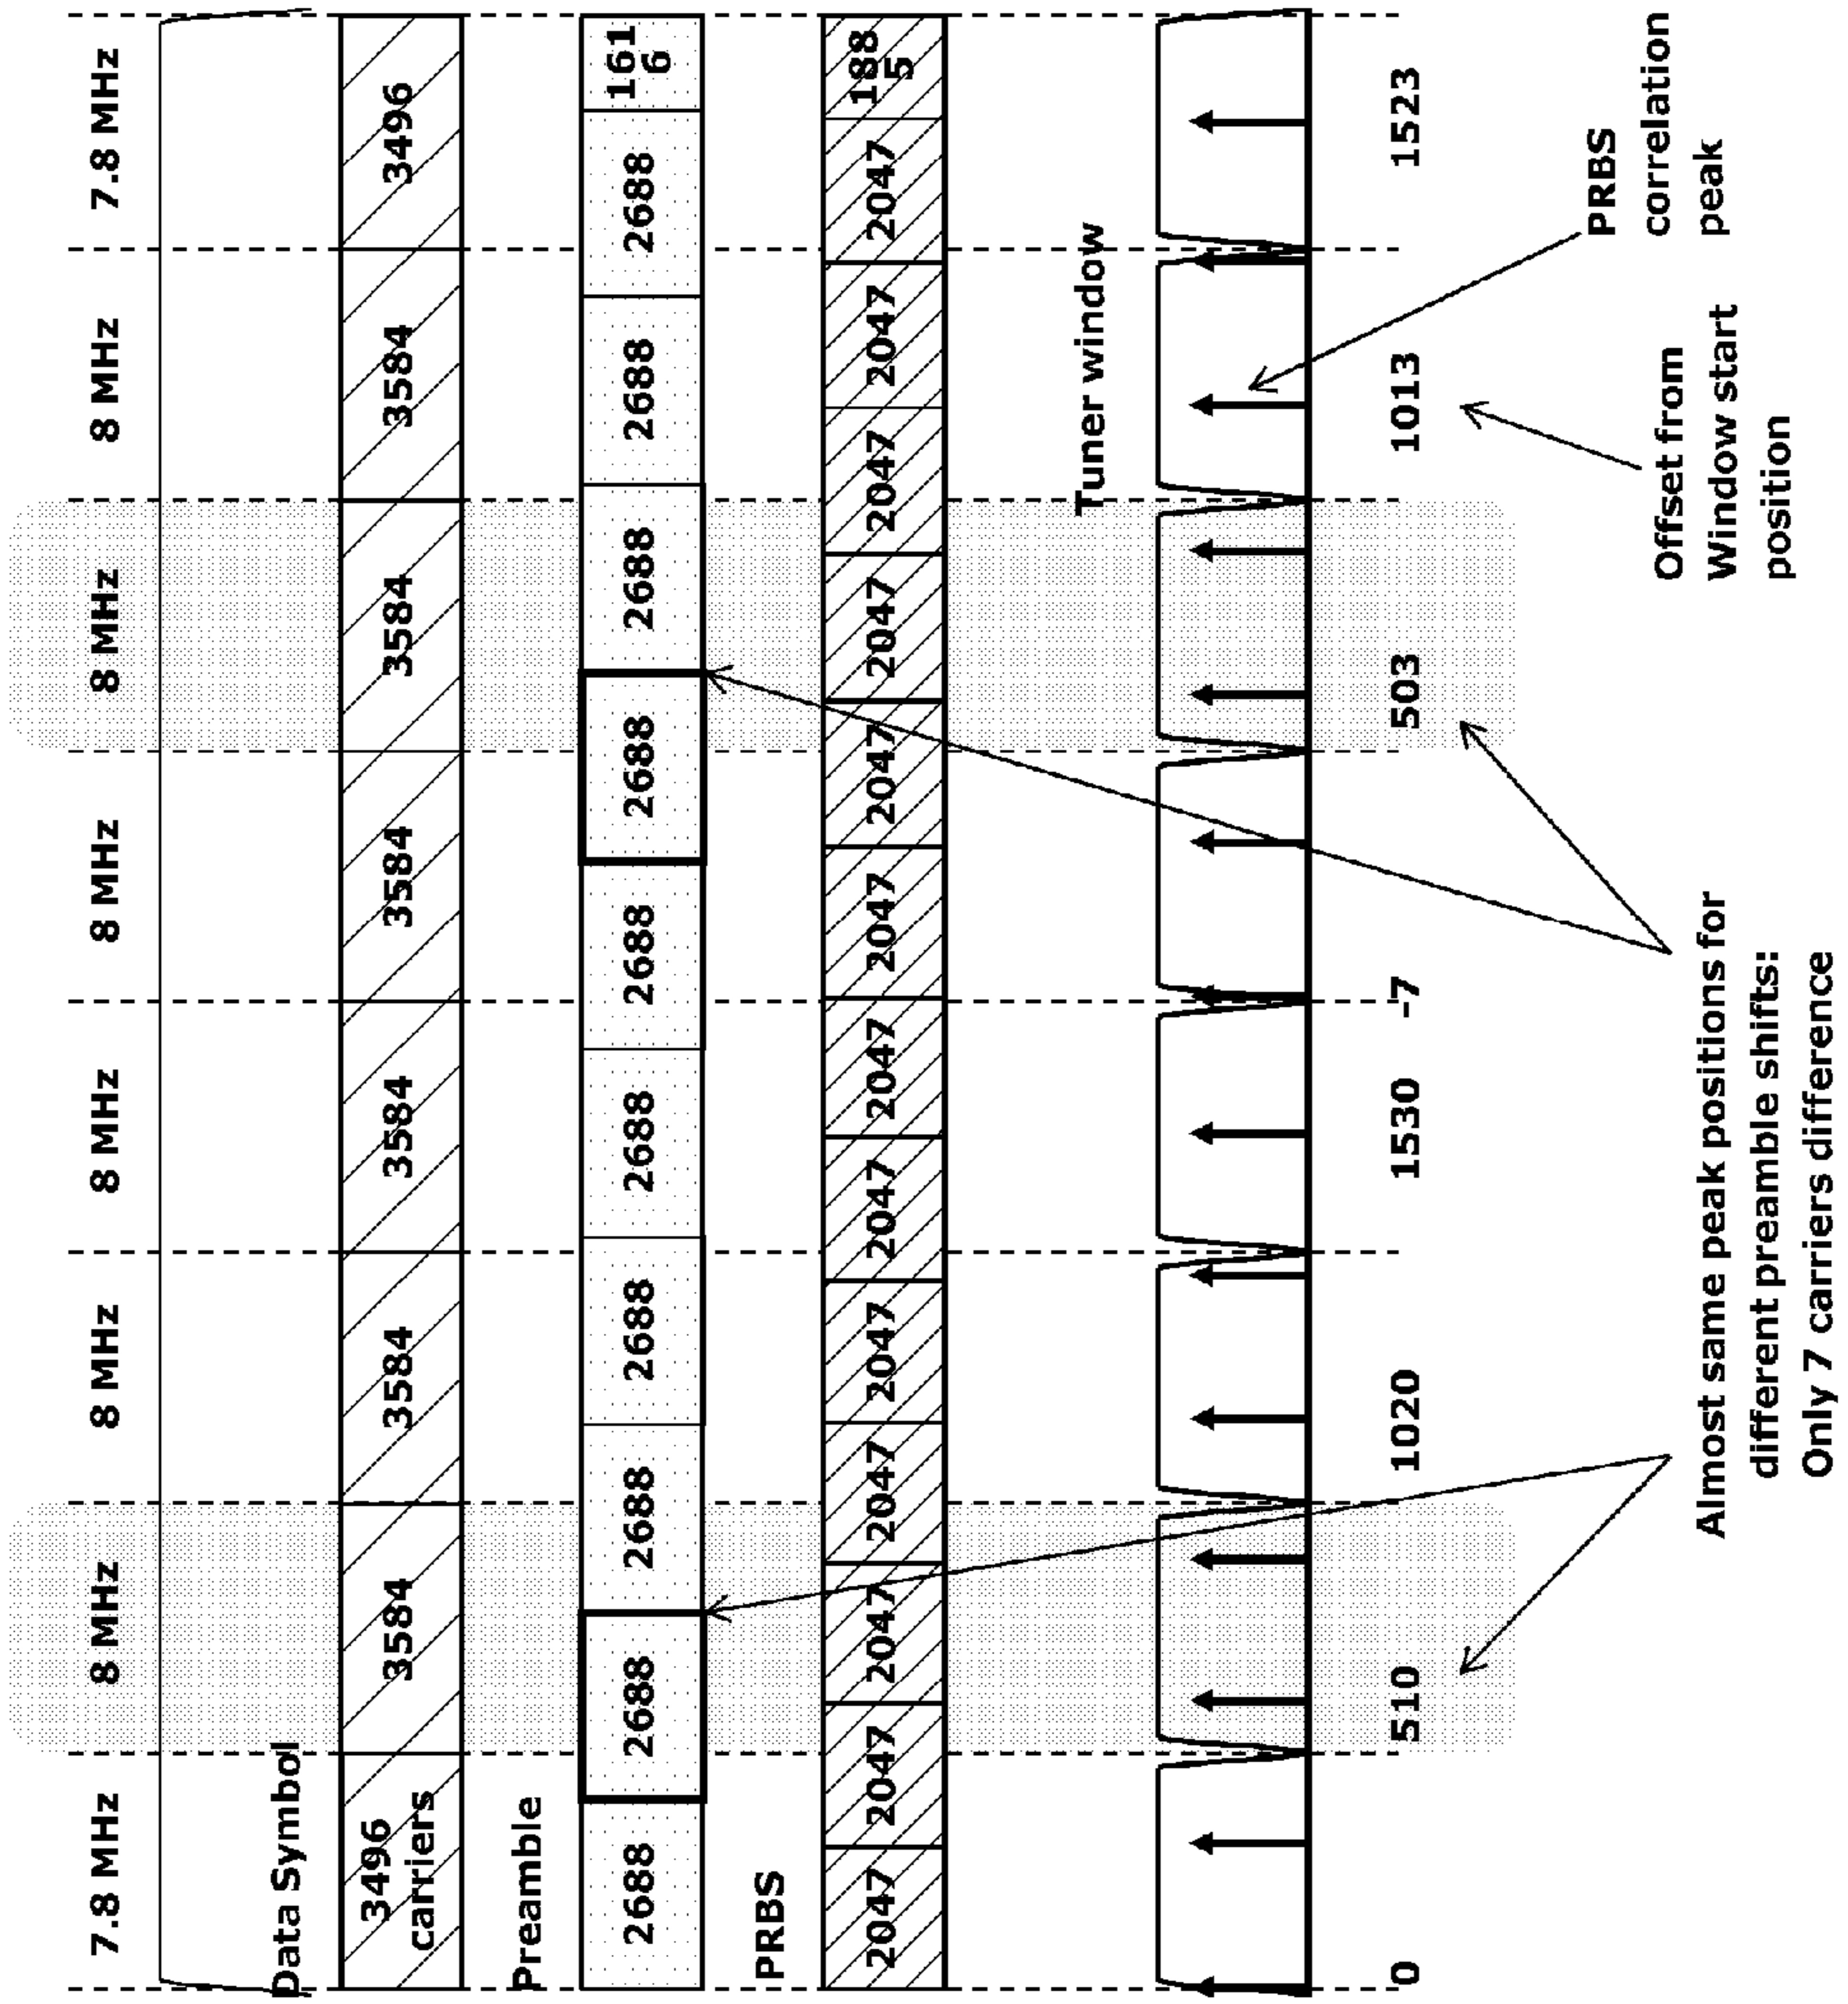 7.8 MHz 8 MHz 8 MHz 8 MHz 8 MHz 8 MHz 8 MHz 7.8 MHz
Data Symbol
3496 3584 3584 3584 3584 3584 3584 3496
carriers
Preamble
2688 2688 2688 2688 2688 2688 2688 2688 2688 2688 161
6
PRBS
2047 2047 2047 2047 2047 2047 2047 2047 2047 2047 2047 2047 2047 188
5
Tuner window
0 510 1020 1530 -7 503 1013 1523
PRBS
correlation
peak
Offset from
Window start
position
Almost same peak positions for
different preamble shifts:
Only 7 carriers difference